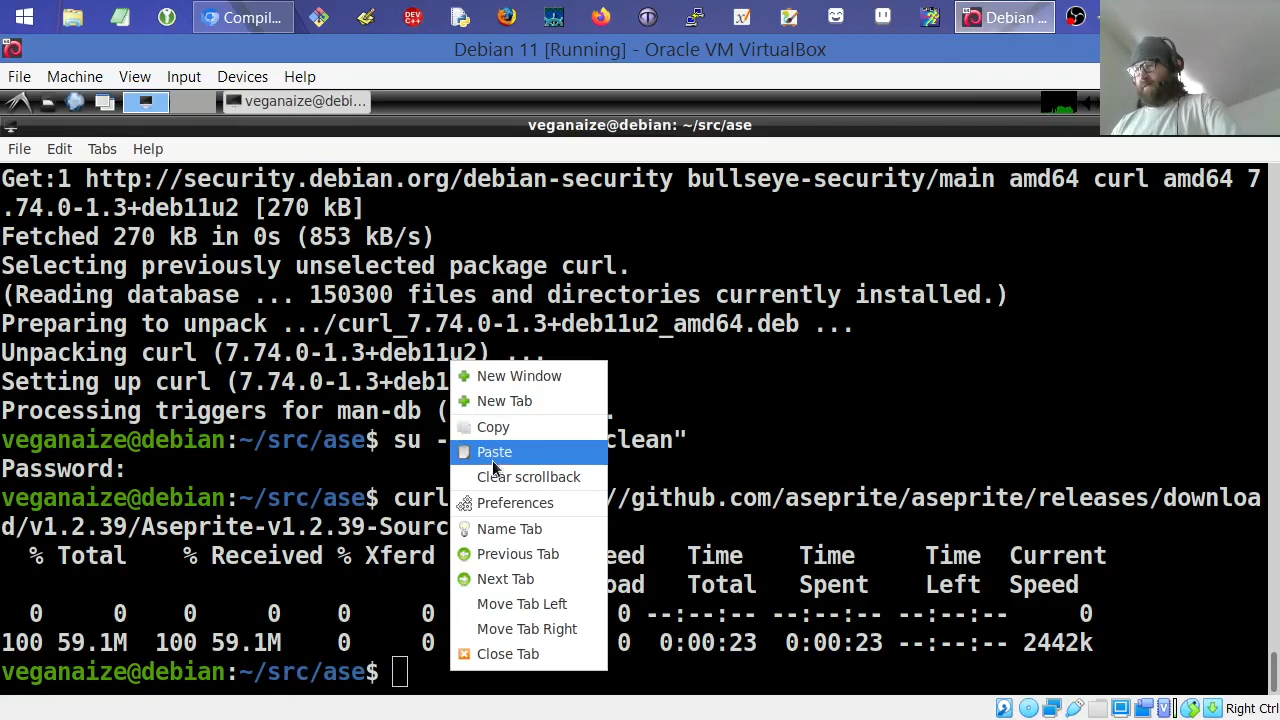 Compil...
Debian ...
Debian 11 [Running] - Oracle VM VirtualBox
File Machine View Input Devices Help
veganaize@debi...
veganaize@debian: ~/src/ase
File Edit Tabs Help
Get:1 http://security.debian.org/debian-security bullseye-security/main amd64 curl amd64 7
.74.0-1.3+deb11u2 [270 kB]
Fetched 270 kB in 0s (853 kB/s)
Selecting previously unselected package curl.
(Reading database ... 150300 files and directories currently installed.)
Preparing to unpack .../curl_7.74.0-1.3+deb11u2_amd64.deb ...
Unpacking curl (7.74.0-1.3+deb11u2) ...
Setting up curl (7.74.0-1.3+deb1
Processing triggers for man-db ( .
veganaize@debian:~/src/ase$ su - clean"
Password:
veganaize@debian:~/src/ase$ curl //github.com/aseprite/aseprite/releases/downloa
d/v1.2.39/Aseprite-v1.2.39-Sourc
% Total % Received % Xferd eed Time Time Time Current
oad Total Spent Left Speed
0 0 0 0 0 0 0 --:--:-- --:--:-- --:--:-- 0
100 59.1M 100 59.1M 0 0 0 0:00:23 0:00:23 --:--:-- 2442k
veganaize@debian:~/src/ase$
New Window
New Tab
Copy
Paste
Clear scrollback
Preferences
Name Tab
Previous Tab
Next Tab
Move Tab Left
Move Tab Right
Close Tab
Right Ctrl